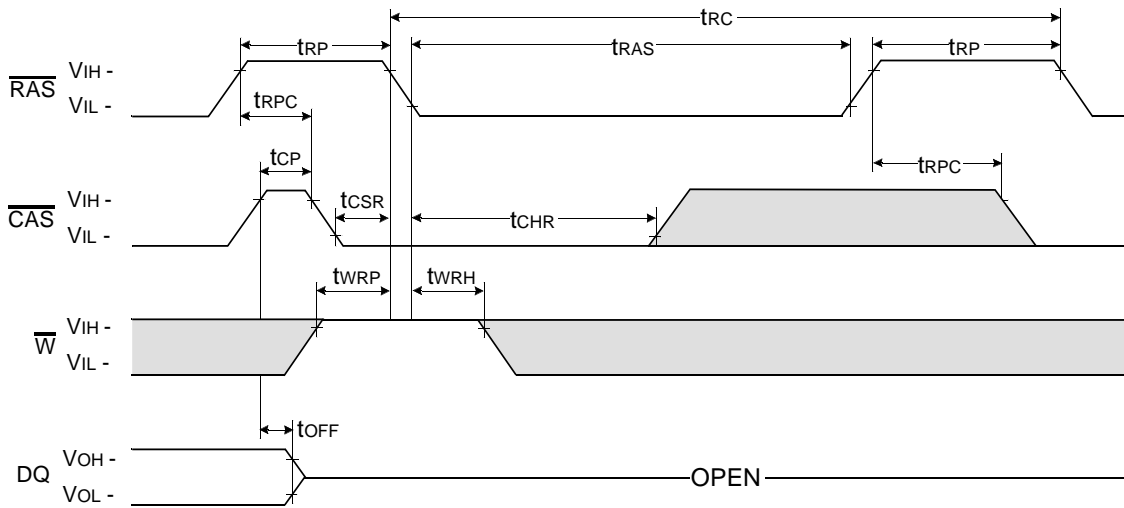 tRC
tRP tRAS tRP
RAS VIH -
VIL -
tRPC
tCP tRPC
CAS VIH -
VIL -
tCSR tCHR
tWRP tWRH
W VIH -
VIL -
tOFF
DQ VOH -
VOL -
OPEN